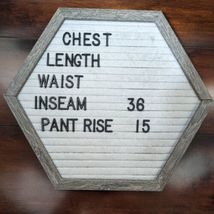 CHEST
LENGTH
WAIST
INSEAM 36
PANT RISE 15